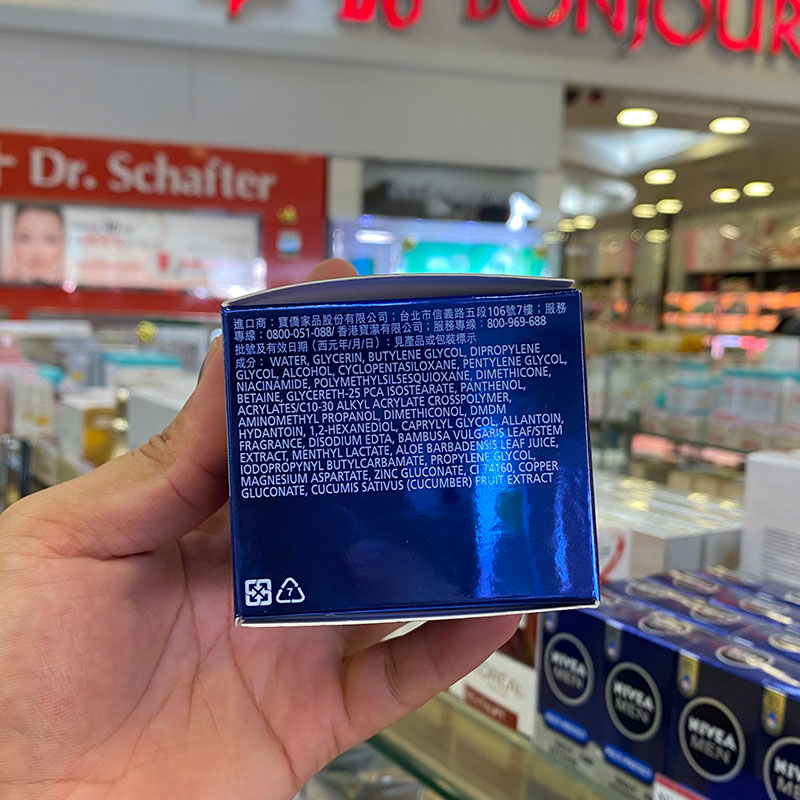 BONJOUR
Dr. Schafter
進口商:寶僑家品股份有限公司;台北市信義路五段106號7樓;服務
專線:0800-051-088/香港寶潔有限公司;服務專線:800-969-688
批號及有效日期(西元年/月/日):見產品或包裝標示
成分:WATER, GLYCERIN, BUTYLENE GLYCOL, DIPROPYLENE
GLYCOL, ALCOHOL, CYCLOPENTASILOXANE, PENTYLENE GLYCOL,
NIACINAMIDE, POLYMETHYLSILSESQUIOXANE, DIMETHICONE,
BETAINE, GLYCERETH-25 PCA ISOSTEARATE, PANTHENOL,
ACRYLATES/C10-30 ALKYL ACRYLATE CROSSPOLYMER,
AMINOMETHYL PROPANOL, DIMETHICONOL, DMDM
HYDANTOIN, 1,2-HEXANEDIOL, CAPRYLYL GLYCOL, ALLANTOIN,
FRAGRANCE, DISODIUM EDTA, BAMBUSA VULGARIS LEAF/STEM
EXTRACT, MENTHYL LACTATE, ALOE BARBADENSIS LEAF JUICE,
IODOPROPYNYL BUTYLCARBAMATE, PROPYLENE GLYCOL,
MAGNESIUM ASPARTATE, ZINC GLUCONATE, CI 74160, COPPER
GLUCONATE, CUCUMIS SATIVUS (CUCUMBER) FRUIT EXTRACT
7
NIVEA
MEN
NIVEA
MEN
NIVEA
MEN